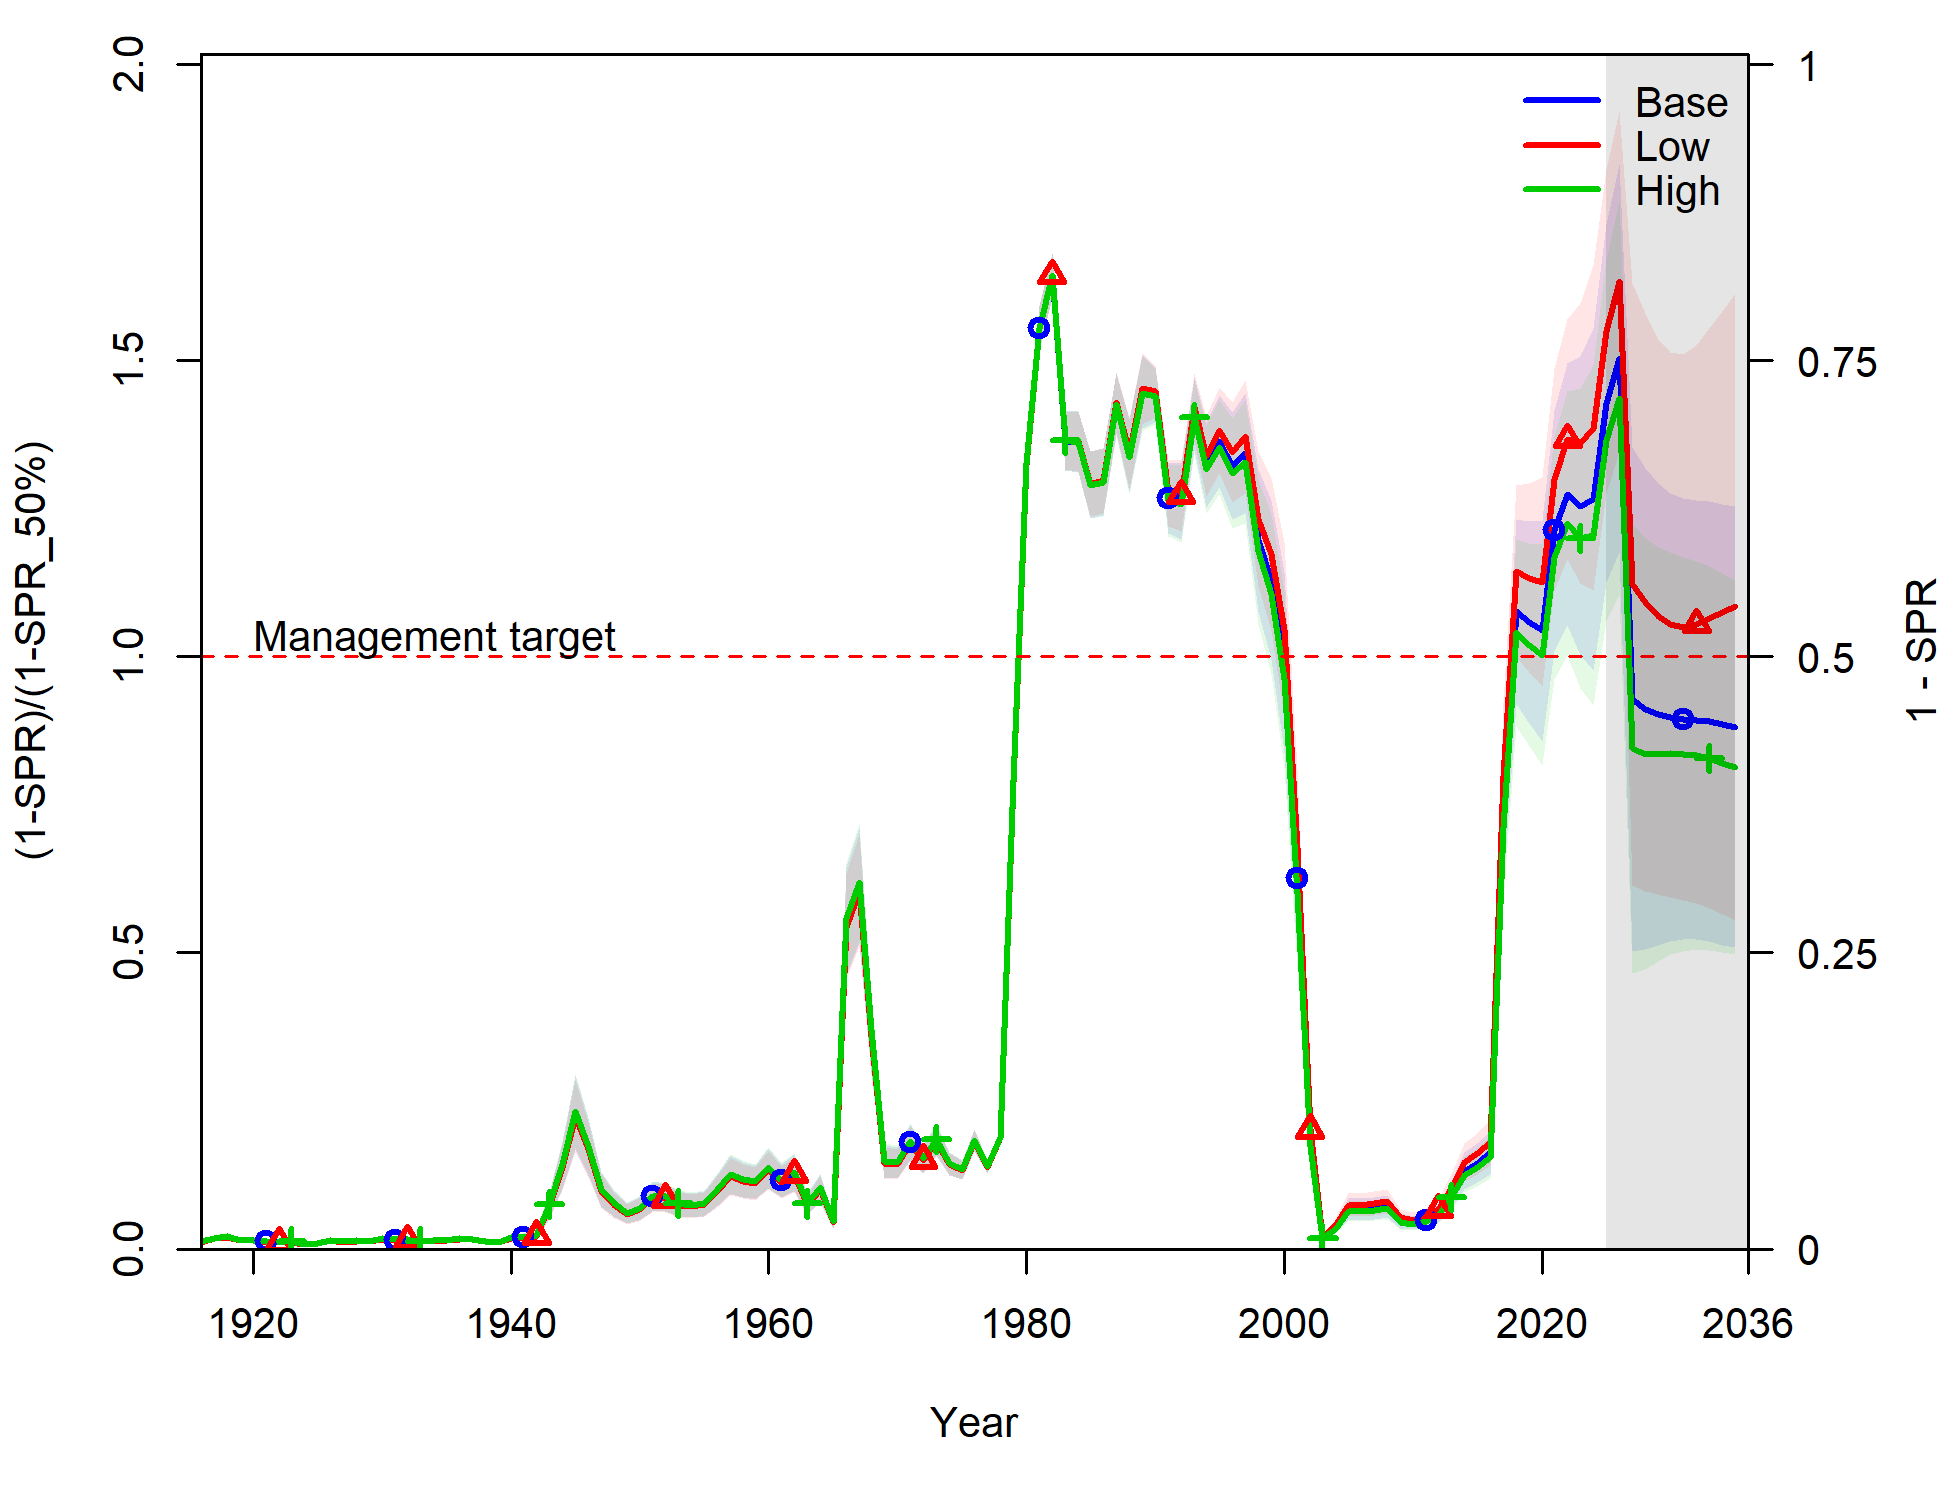 2.0
1.5
1.0
0.5
0.0
(1-SPR)/(1-SPR_50%)
Base
Low
High
Management target
1
0.75
0.5
0.25
0
1 - SPR
1920
1940
1960
1980
2000
2020
2036
Year